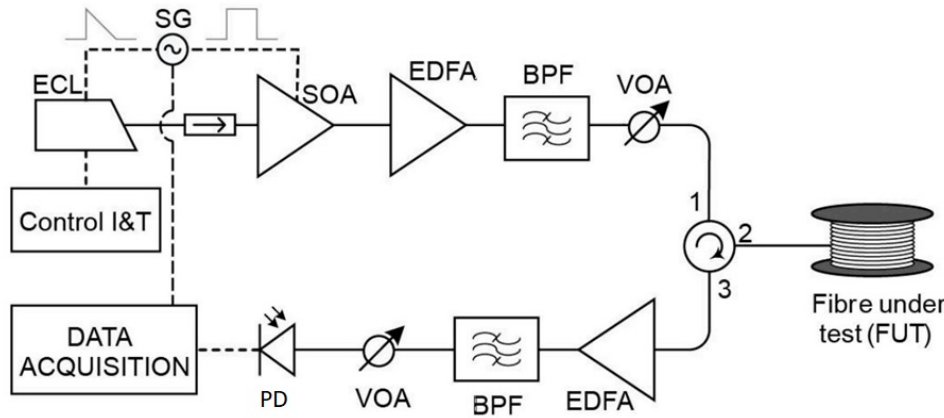 SG
ECL
SOA
EDFA
BPF
VOA
Control I&T
1
2
3
Fibre under
test (FUT)
DATA
ACQUISITION
PD
VOA
BPF
EDFA